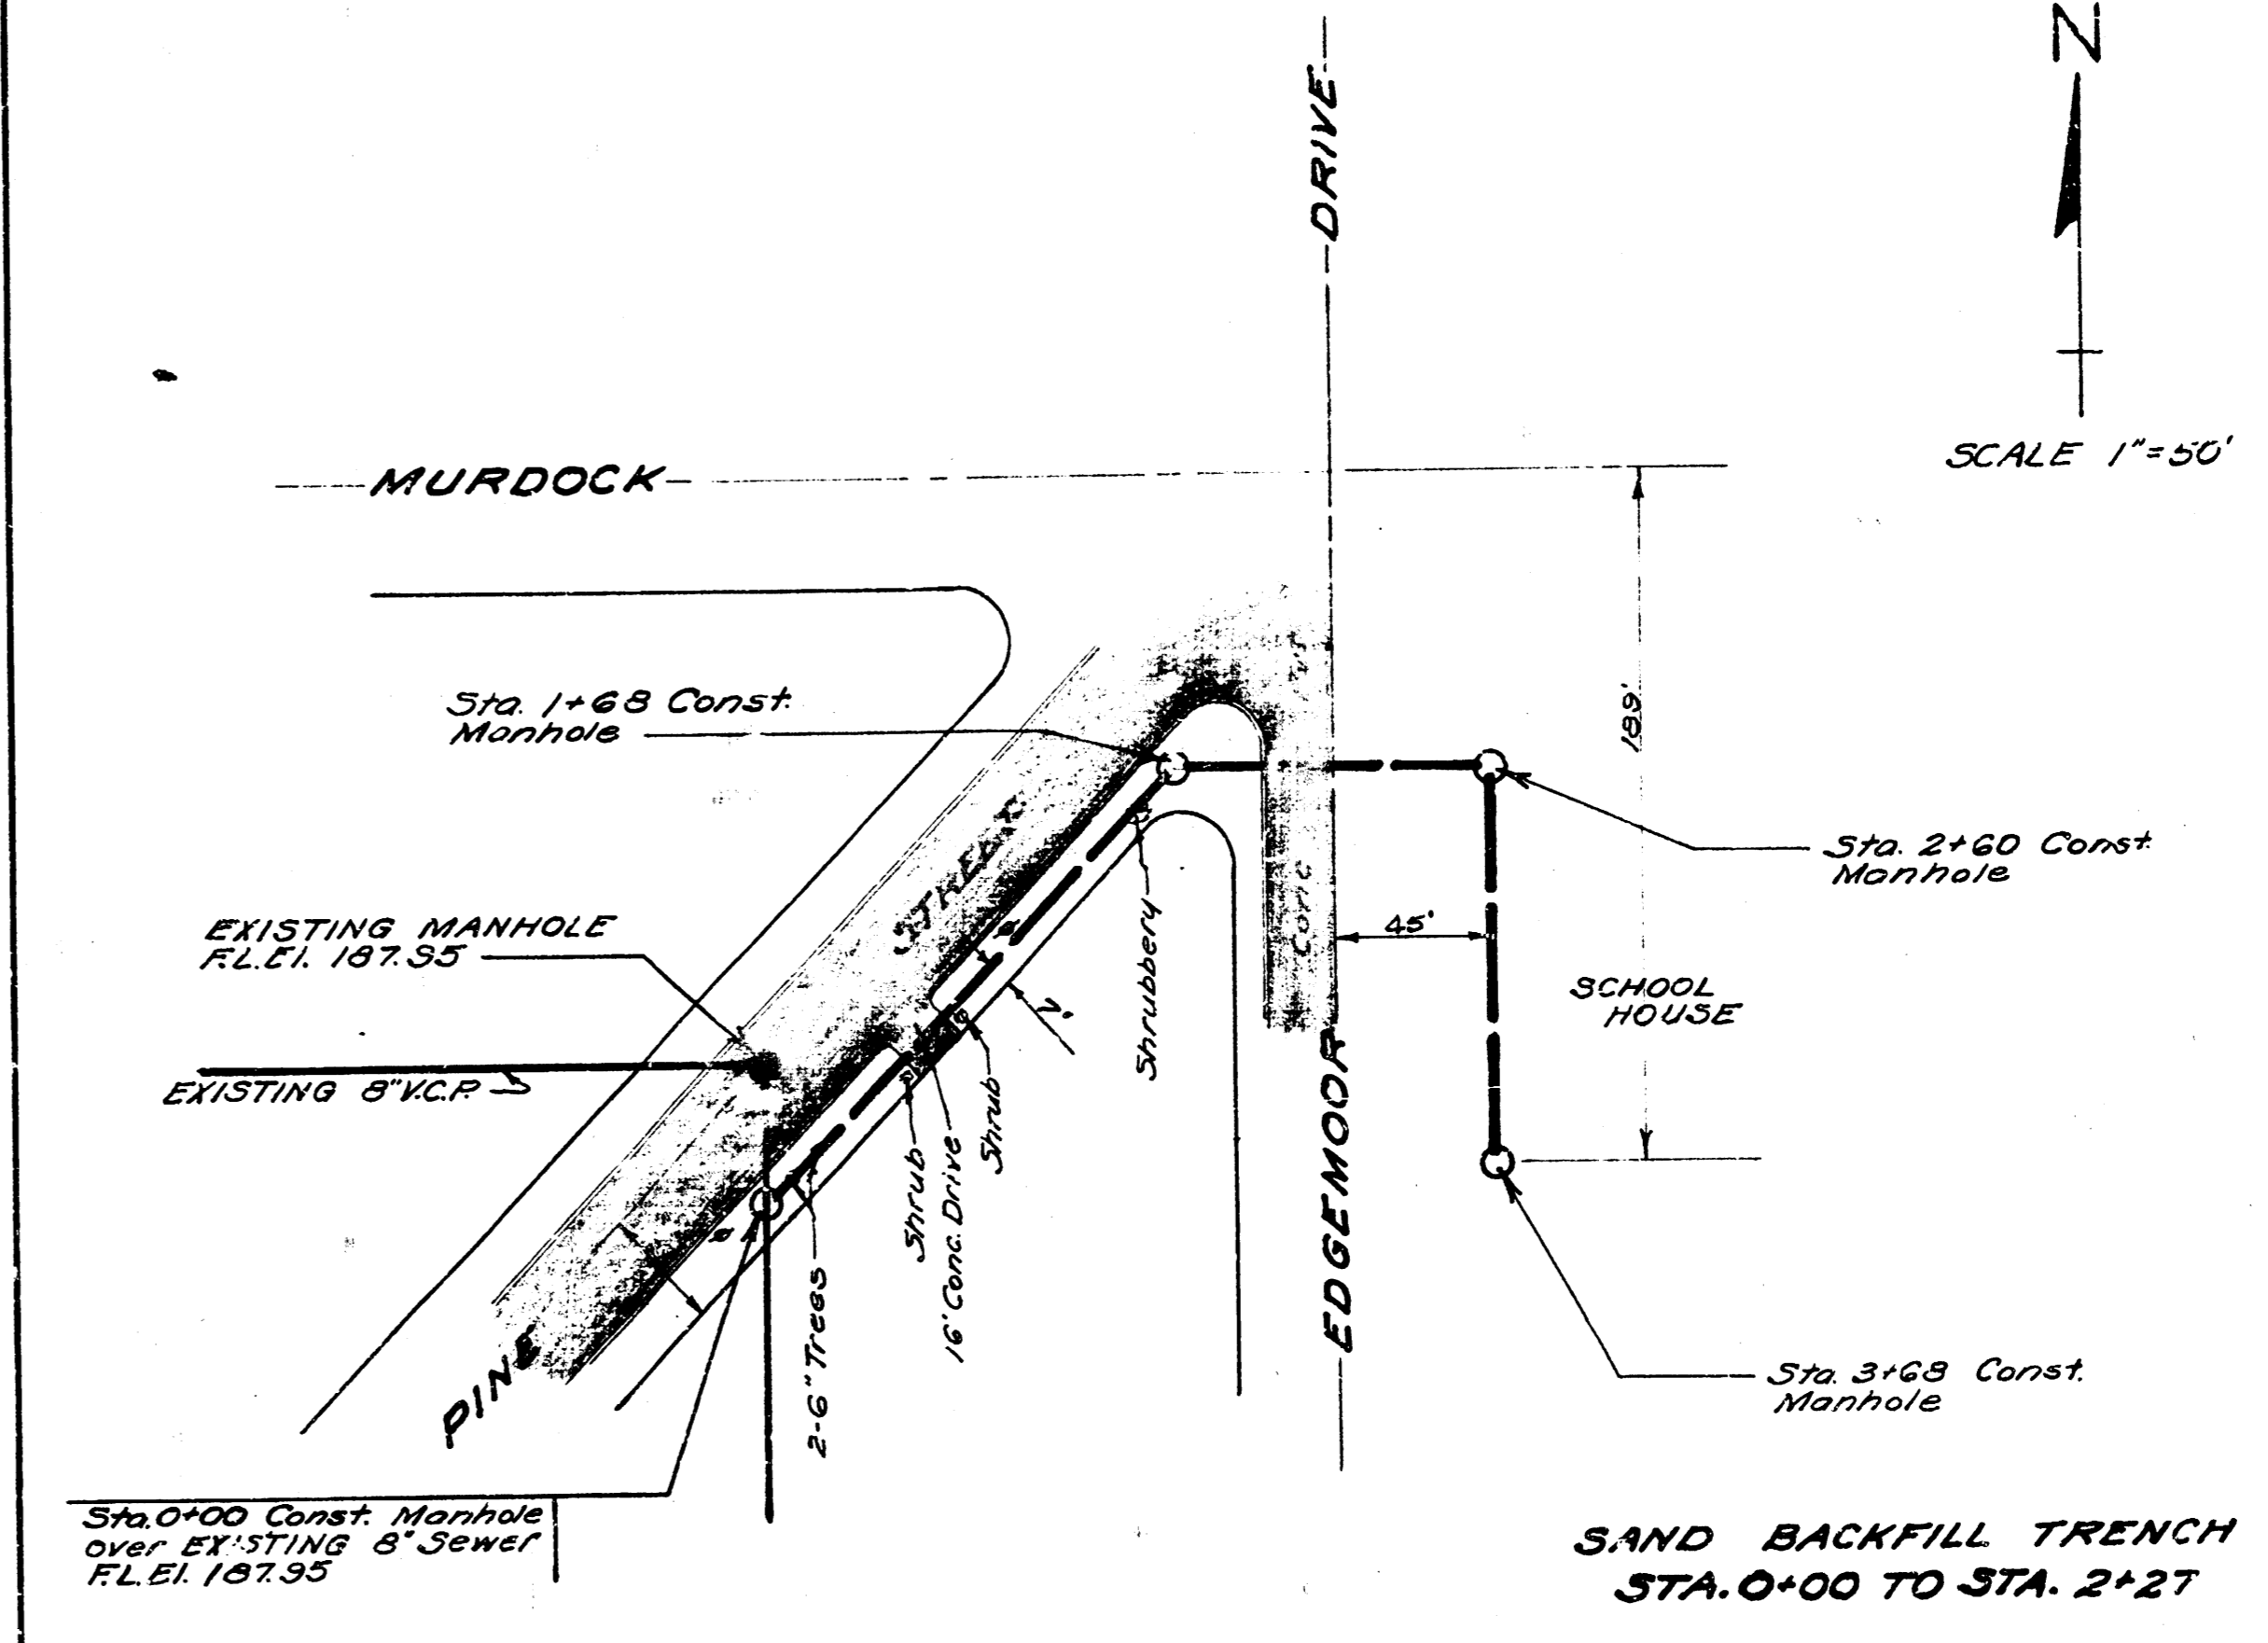 N
DRIVE
SCALE 1"=50'
MURDOCK
189'
Sta. 1+68 Const.
Manhole
STREET
Sta. 2+60 Const.
Manhole
Conc
45'
EXISTING MANHOLE
F.L.El. 187.95
SCHOOL
HOUSE
Shrubbery
EXISTING 8"V.C.P.
Shrub
16' Conc. Drive
Shrub
2-6" Trees
EDGEMOOR
PINE
Sta. 3+68 Const.
Manhole
Sta. 0+00 Const. Manhole
over EXISTING 8" Sewer
F.L.El. 187.95
SAND BACKFILL TRENCH
STA. 0+00 TO STA. 2+27